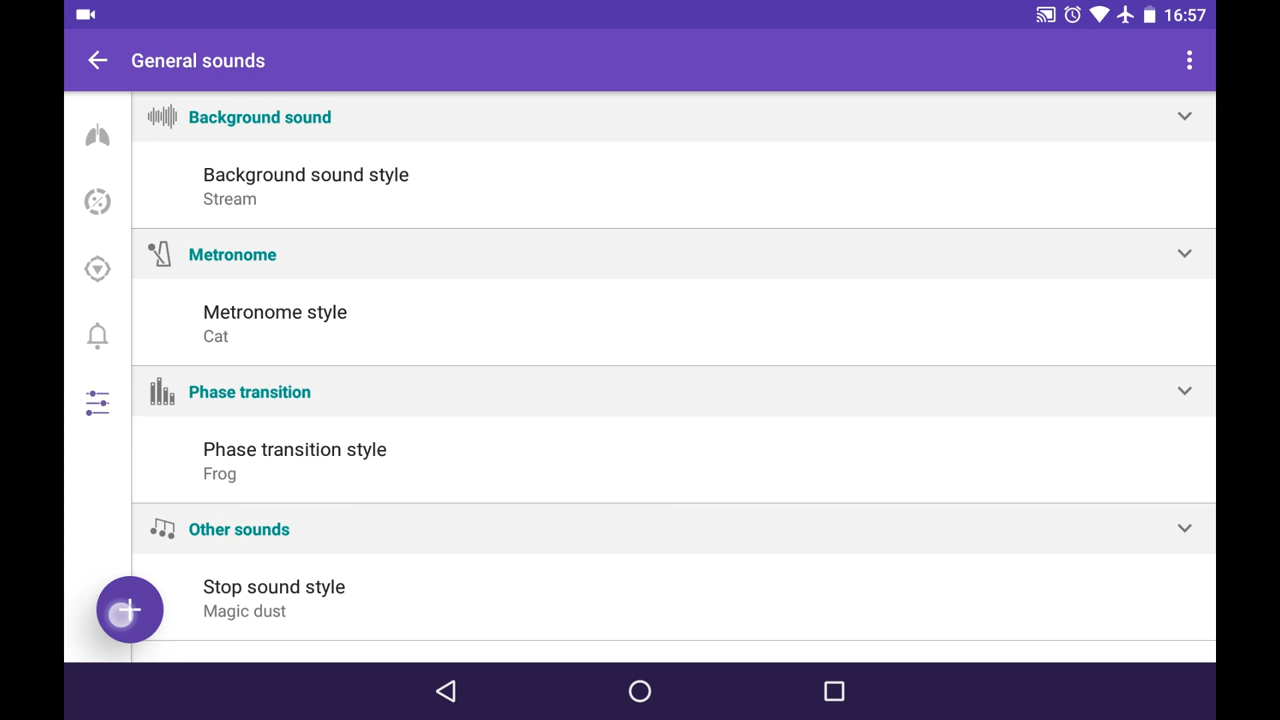 16:57
General sounds
Background sound
Background sound style
Stream
Metronome
Metronome style
Cat
Phase transition
Phase transition style
Frog
Other sounds
Stop sound style
Magic dust